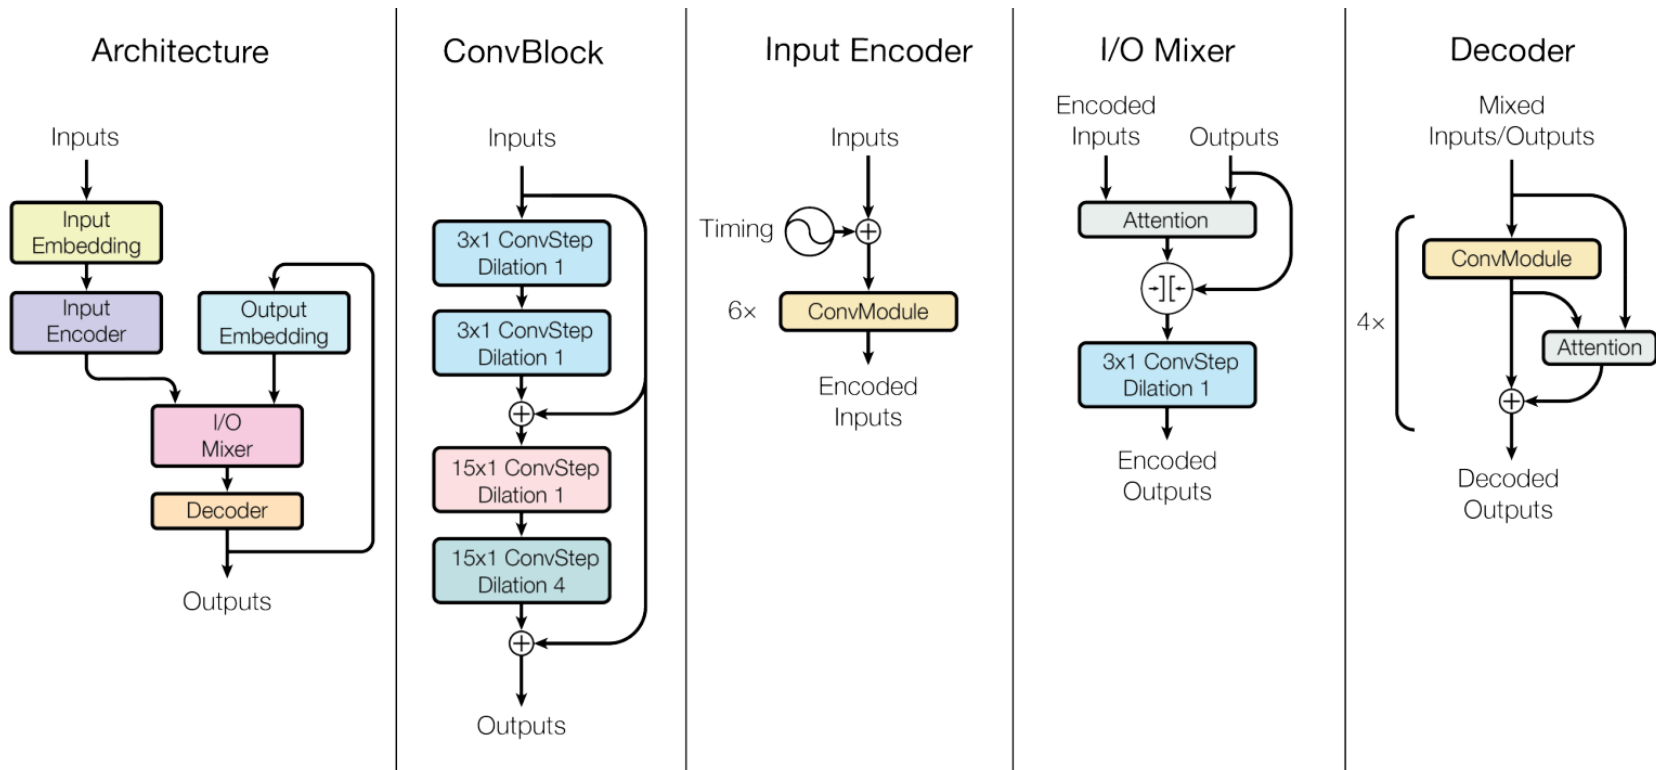 Architecture
Inputs
Input
Embedding
Input
Encoder
Output
Embedding
I/O
Mixer
Decoder
Outputs
ConvBlock
Inputs
3x1 ConvStep
Dilation 1
3x1 ConvStep
Dilation 1
15x1 ConvStep
Dilation 1
15x1 ConvStep
Dilation 4
Outputs
Input Encoder
Inputs
Timing
6×
ConvModule
Encoded
Inputs
I/O Mixer
Encoded
Inputs
Outputs
Attention
3x1 ConvStep
Dilation 1
Encoded
Outputs
Decoder
Mixed
Inputs/Outputs
ConvModule
4×
Attention
Decoded
Outputs